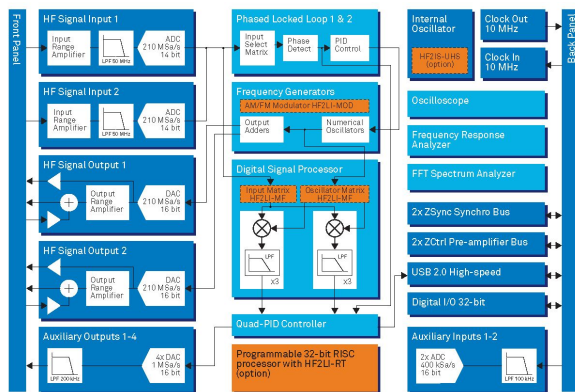 Front Panel
HF Signal Input 1
Input
Range
Amplifier
LPF 50 MHz
ADC
210 MSa/s
14 bit
HF Signal Input 2
Input
Range
Amplifier
LPF 50 MHz
ADC
210 MSa/s
14 bit
HF Signal Output 1
Output
Range
Amplifier
DAC
210 MSa/s
16 bit
HF Signal Output 2
Output
Range
Amplifier
DAC
210 MSa/s
16 bit
Auxiliary Outputs 1-4
LPF 200 kHz
4x DAC
1 MSa/s
16 bit
Phased Locked Loop 1 & 2
Input
Select
Matrix
Phase
Detect
PID
Control
Frequency Generators
AM/FM Modulator HF2LI-MOD
Output
Adders
Numerical
Oscillators
Digital Signal Processor
Input Matrix
HF2LI-MF
Oscillator Matrix
HF2LI-MF
LPF
x3
LPF
x3
Quad-PID Controller
Programmable 32-bit RISC
processor with HF2LI-RT
(option)
Internal
Oscillator
HF2IS-UHS
(option)
Clock Out
10 MHz
Clock In
10 MHz
Oscilloscope
Frequency Response
Analyzer
FFT Spectrum Analyzer
2x ZSync Synchro Bus
2x ZCtrl Pre-amplifier Bus
USB 2.0 High-speed
Digital I/O 32-bit
Auxiliary Inputs 1-2
2x ADC
400 kSa/s
16 bit
LPF 100 kHz
Back Panel